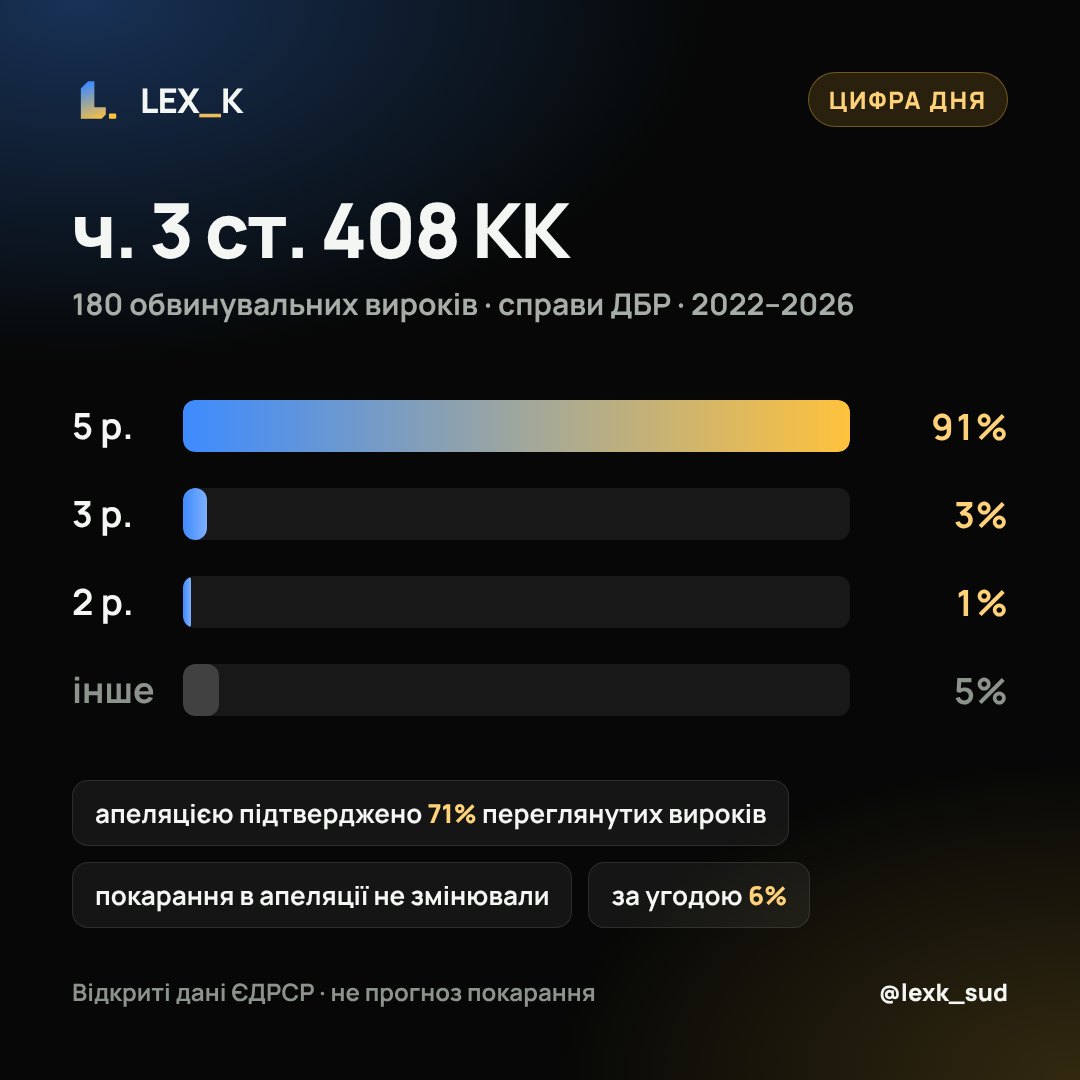 LEX_K
ЦИФРА ДНЯ
ч. 3 ст. 408 КК
180 обвинувальних вироків · справи ДБР · 2022–2026
5 р. 91%
3 р. 3%
2 р. 1%
інше 5%
апеляцією підтверджено 71% переглянутих вироків
покарання в апеляції не змінювали
за угодою 6%
Відкриті дані ЄДРСР · не прогноз покарання
@lexk_sud